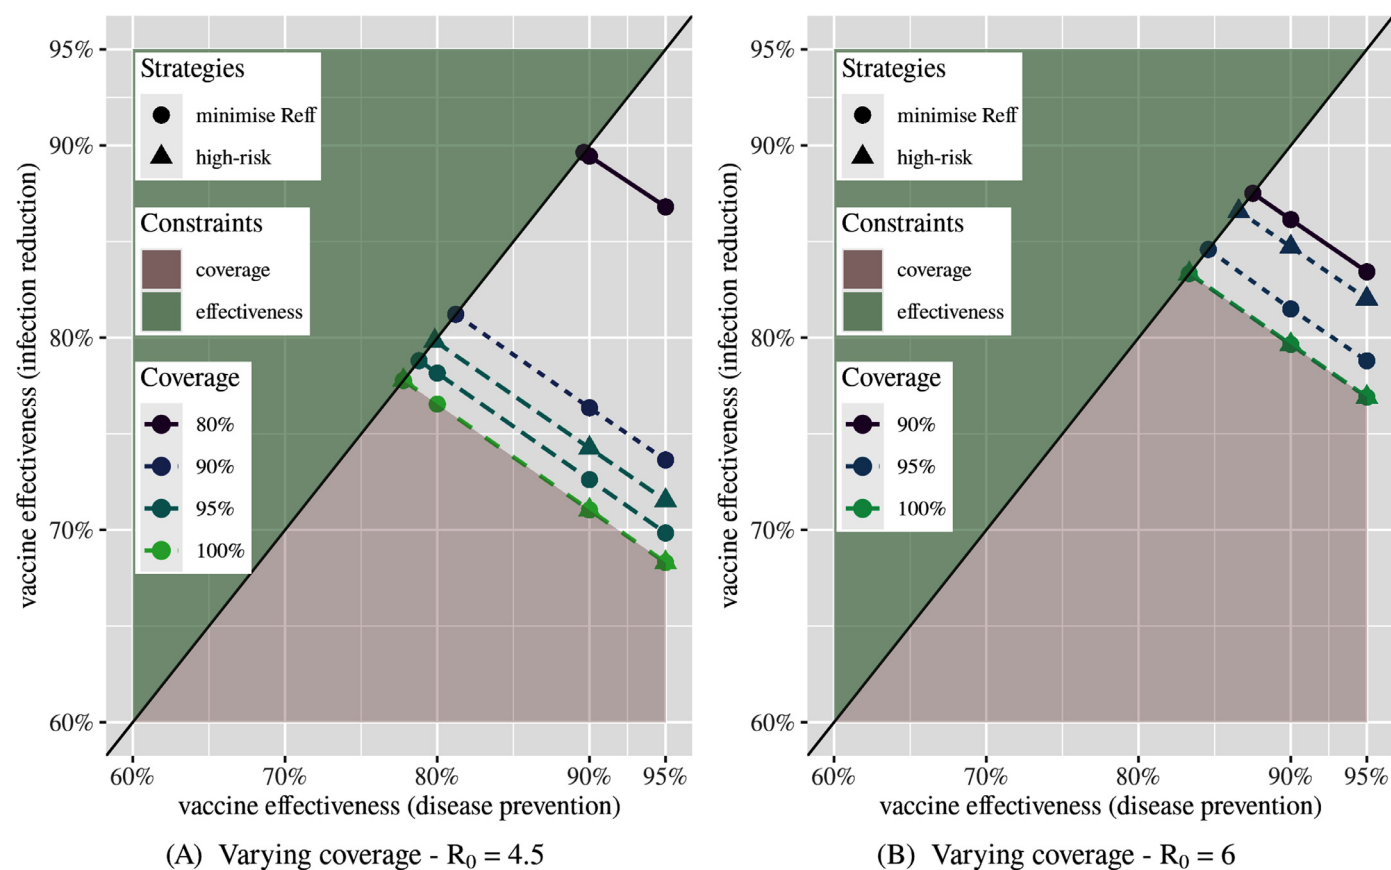 95%
90%
80%
70%
60%
vaccine effectiveness (infection reduction)
Strategies
minimise Reff
high-risk
Constraints
coverage
effectiveness
Coverage
80%
90%
95%
100%
60% 70% 80% 90% 95%
vaccine effectiveness (disease prevention)
(A) Varying coverage - R₀ = 4.5
95%
90%
80%
70%
60%
vaccine effectiveness (infection reduction)
Strategies
minimise Reff
high-risk
Constraints
coverage
effectiveness
Coverage
90%
95%
100%
60% 70% 80% 90% 95%
vaccine effectiveness (disease prevention)
(B) Varying coverage - R₀ = 6